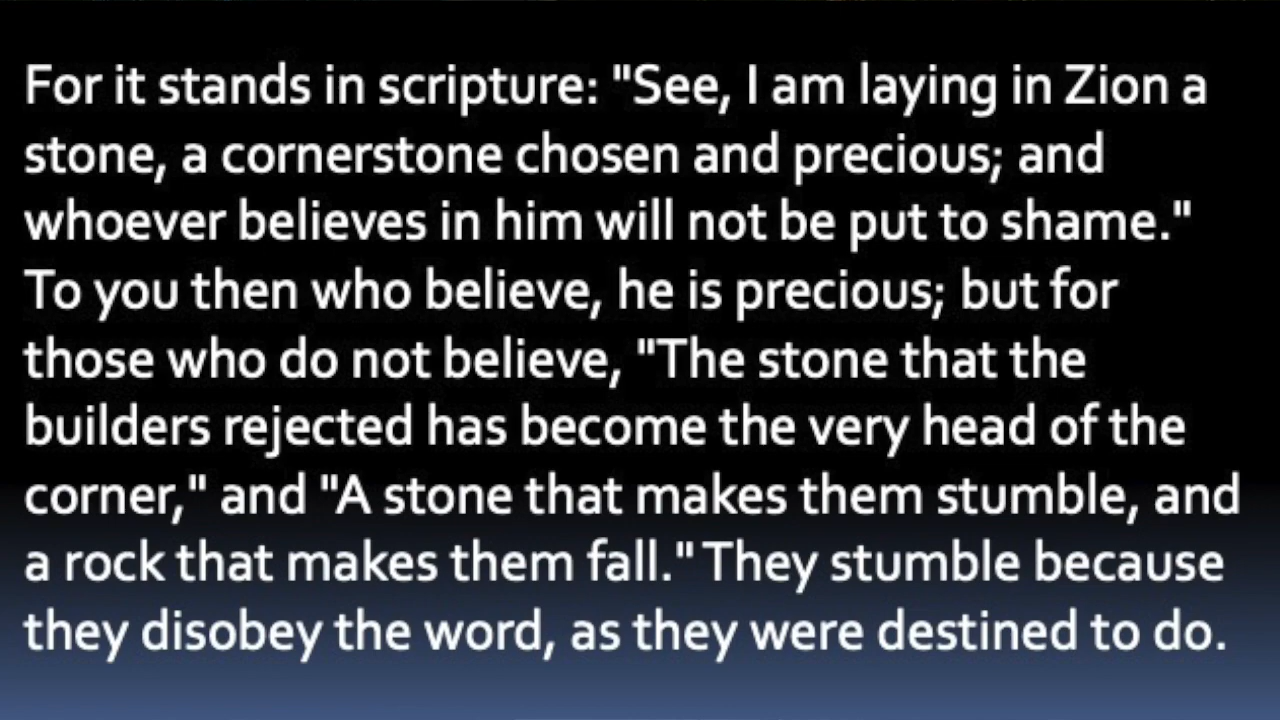 For it stands in scripture: "See, I am laying in Zion a
stone, a cornerstone chosen and precious; and
whoever believes in him will not be put to shame."
To you then who believe, he is precious; but for
those who do not believe, "The stone that the
builders rejected has become the very head of the
corner," and "A stone that makes them stumble, and
a rock that makes them fall." They stumble because
they disobey the word, as they were destined to do.